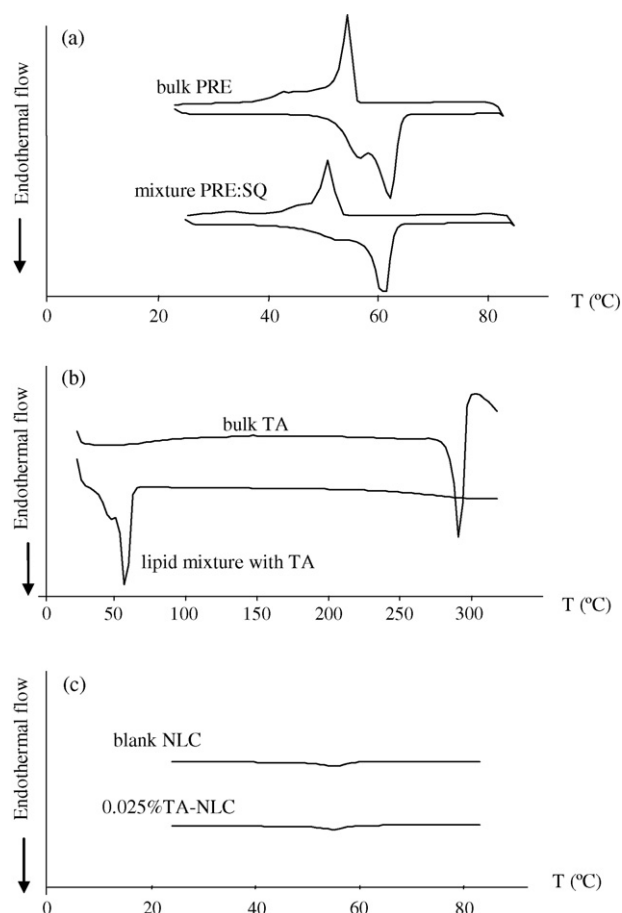 (a)
bulk PRE
mixture PRE:SQ
Endothermal flow
T (ºC)
0 20 40 60 80
(b)
bulk TA
lipid mixture with TA
Endothermal flow
T (ºC)
0 50 100 150 200 250 300
(c)
blank NLC
0.025%TA-NLC
Endothermal flow
T (ºC)
0 20 40 60 80